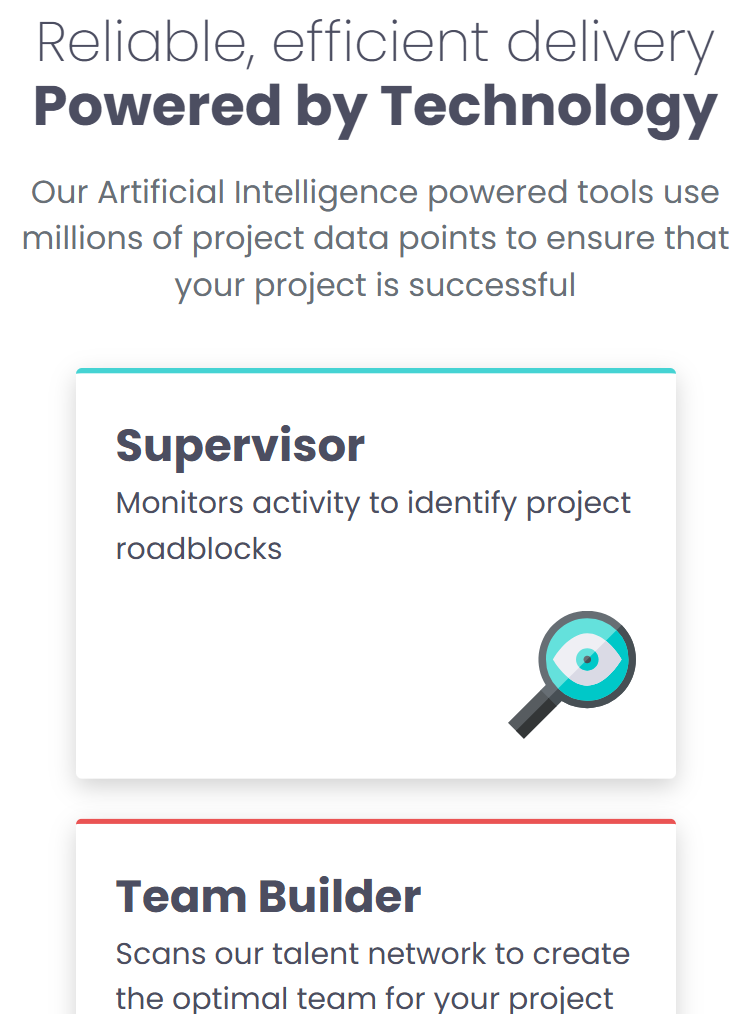 Reliable, efficient delivery
Powered by Technology
Our Artificial Intelligence powered tools use
millions of project data points to ensure that
your project is successful
Supervisor
Monitors activity to identify project
roadblocks
Team Builder
Scans our talent network to create
the optimal team for your project